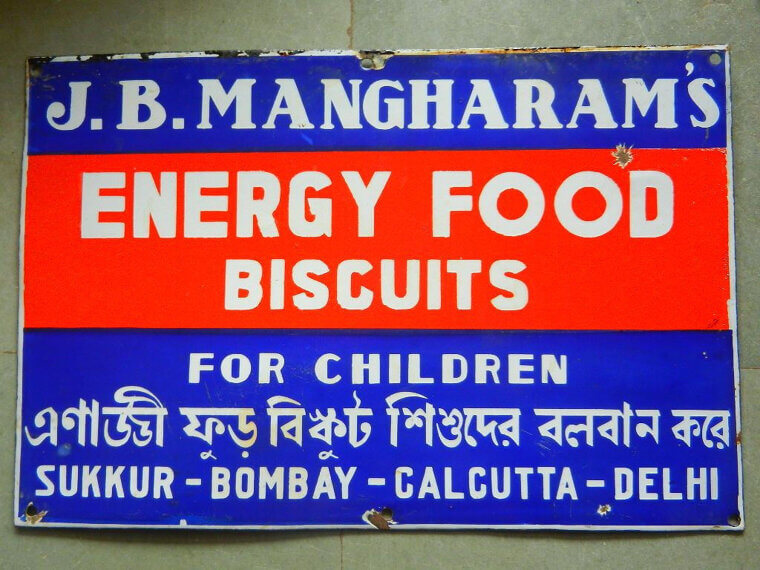 J.B. MANGHARAM'S
ENERGY FOOD
BISCUITS
FOR CHILDREN
এণার্জ্জী ফুড় বিস্কুট শিশুদের বলবান করে
SUKKUR - BOMBAY - CALCUTTA - DELHI